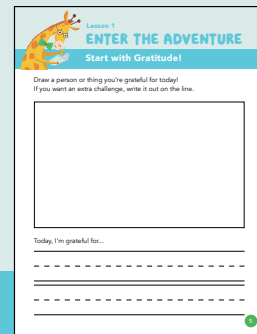 Lesson 1
ENTER THE ADVENTURE
Start with Gratitude!
Draw a person or thing you're grateful for today!
If you want an extra challenge, write it out on the line.
Today, I'm grateful for...
5